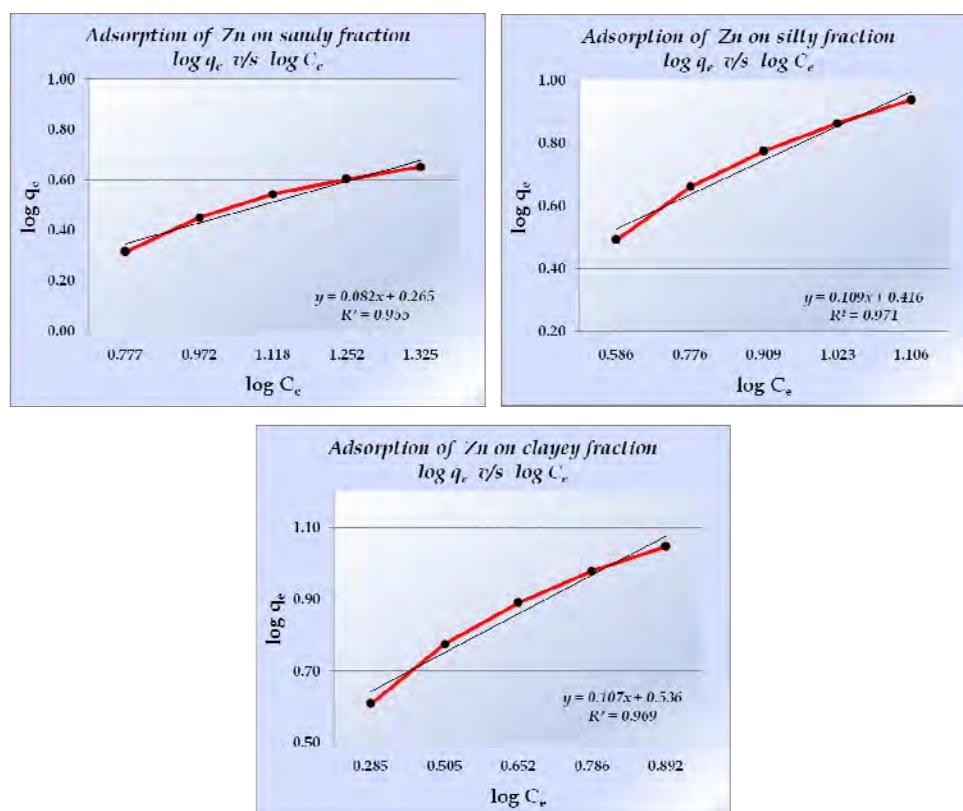 Adsorption of Zn on sandy fraction
log qe v/s log Ce
1.00
0.80
0.60
0.40
0.20
0.00
log qe
y = 0.082x + 0.265
R² = 0.955
0.777 0.972 1.118 1.252 1.325
log Ce
Adsorption of Zn on silty fraction
log qe v/s log Ce
1.00
0.80
0.60
0.40
0.20
log qe
y = 0.109x + 0.416
R² = 0.971
0.586 0.776 0.909 1.023 1.106
log Ce
Adsorption of Zn on clayey fraction
log qe v/s log Ce
1.10
0.90
0.70
0.50
log qe
y = 0.107x + 0.536
R² = 0.969
0.285 0.505 0.652 0.786 0.892
log Ce